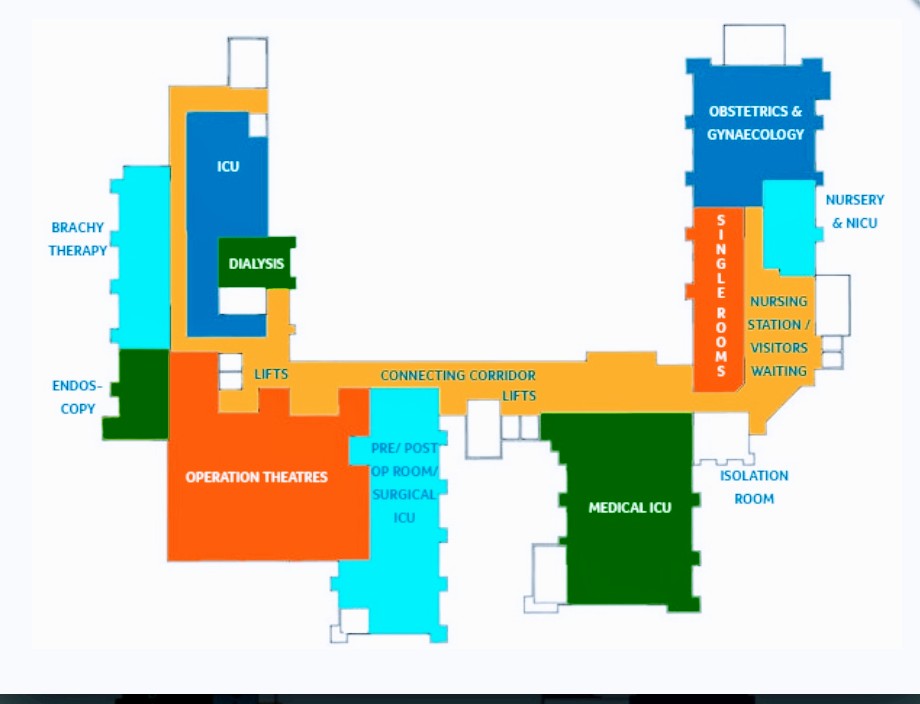 OBSTETRICS &
GYNAECOLOGY
ICU
NURSERY
& NICU
BRACHY
THERAPY
SINGLE ROOMS
DIALYSIS
NURSING
STATION /
VISITORS
WAITING
LIFTS
CONNECTING CORRIDOR
LIFTS
ENDOS-
COPY
PRE/ POST
OP ROOM/
SURGICAL
ICU
OPERATION THEATRES
ISOLATION
ROOM
MEDICAL ICU